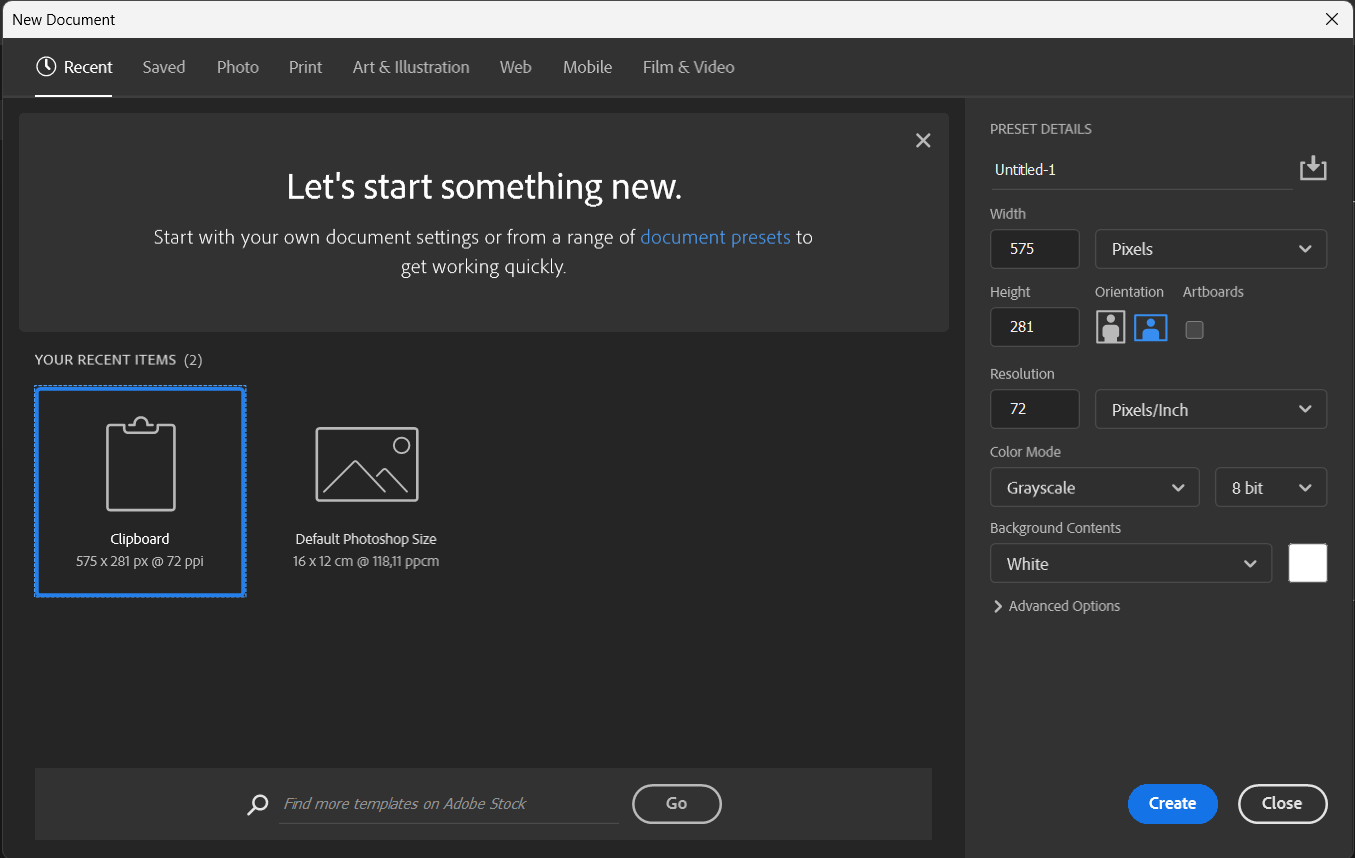 New Document
Recent
Saved
Photo
Print
Art & Illustration
Web
Mobile
Film & Video
Let's start something new.
Start with your own document settings or from a range of document presets to
get working quickly.
YOUR RECENT ITEMS (2)
Clipboard
575 x 281 px @ 72 ppi
Default Photoshop Size
16 x 12 cm @ 118,11 ppcm
Find more templates on Adobe Stock
Go
PRESET DETAILS
Untitled-1
Width
575
Pixels
Height
Orientation
Artboards
281
Resolution
72
Pixels/Inch
Color Mode
Grayscale
8 bit
Background Contents
White
Advanced Options
Create
Close